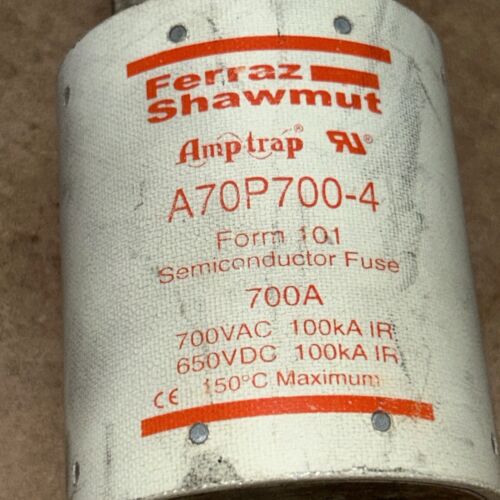 Ferraz
Shawmut
Amp-trap ® RU ®
A70P700-4
Form 101
Semiconductor Fuse
700A
700VAC 100kA IR
650VDC 100kA IR
CE 150°C Maximum